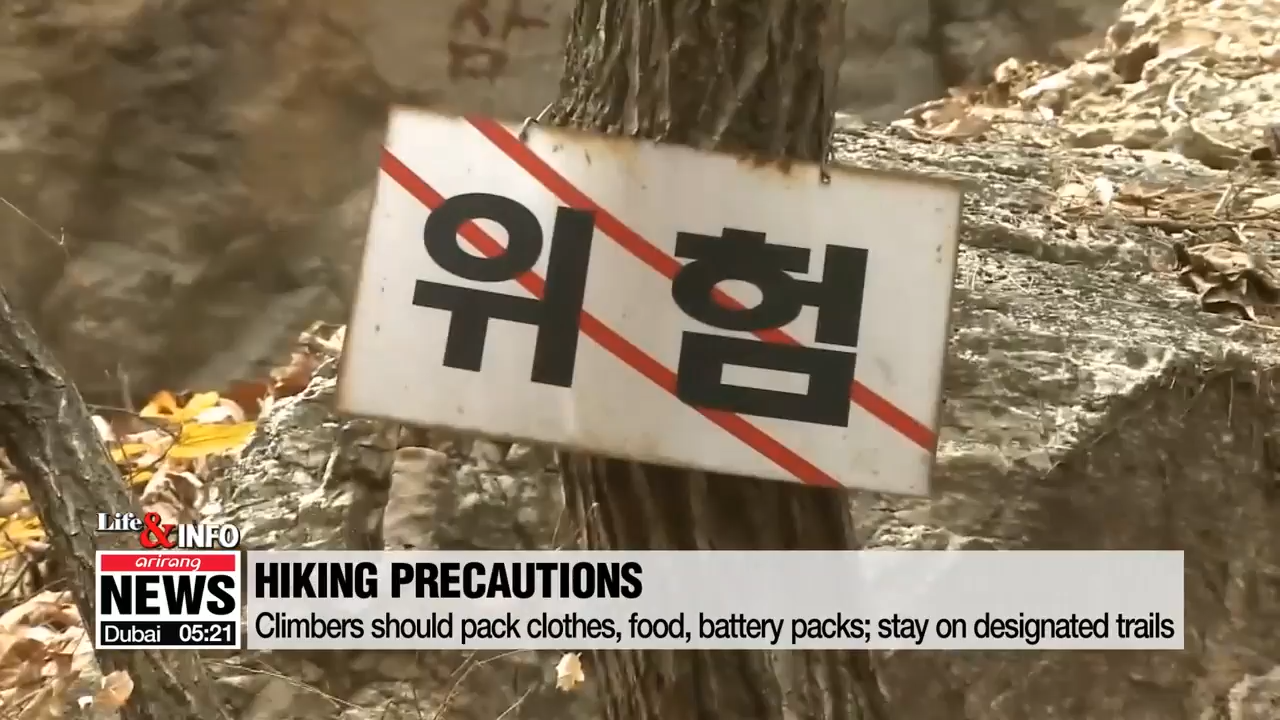 위험
Life & INFO
arirang
NEWS
Dubai 05:21
HIKING PRECAUTIONS
Climbers should pack clothes, food, battery packs; stay on designated trails